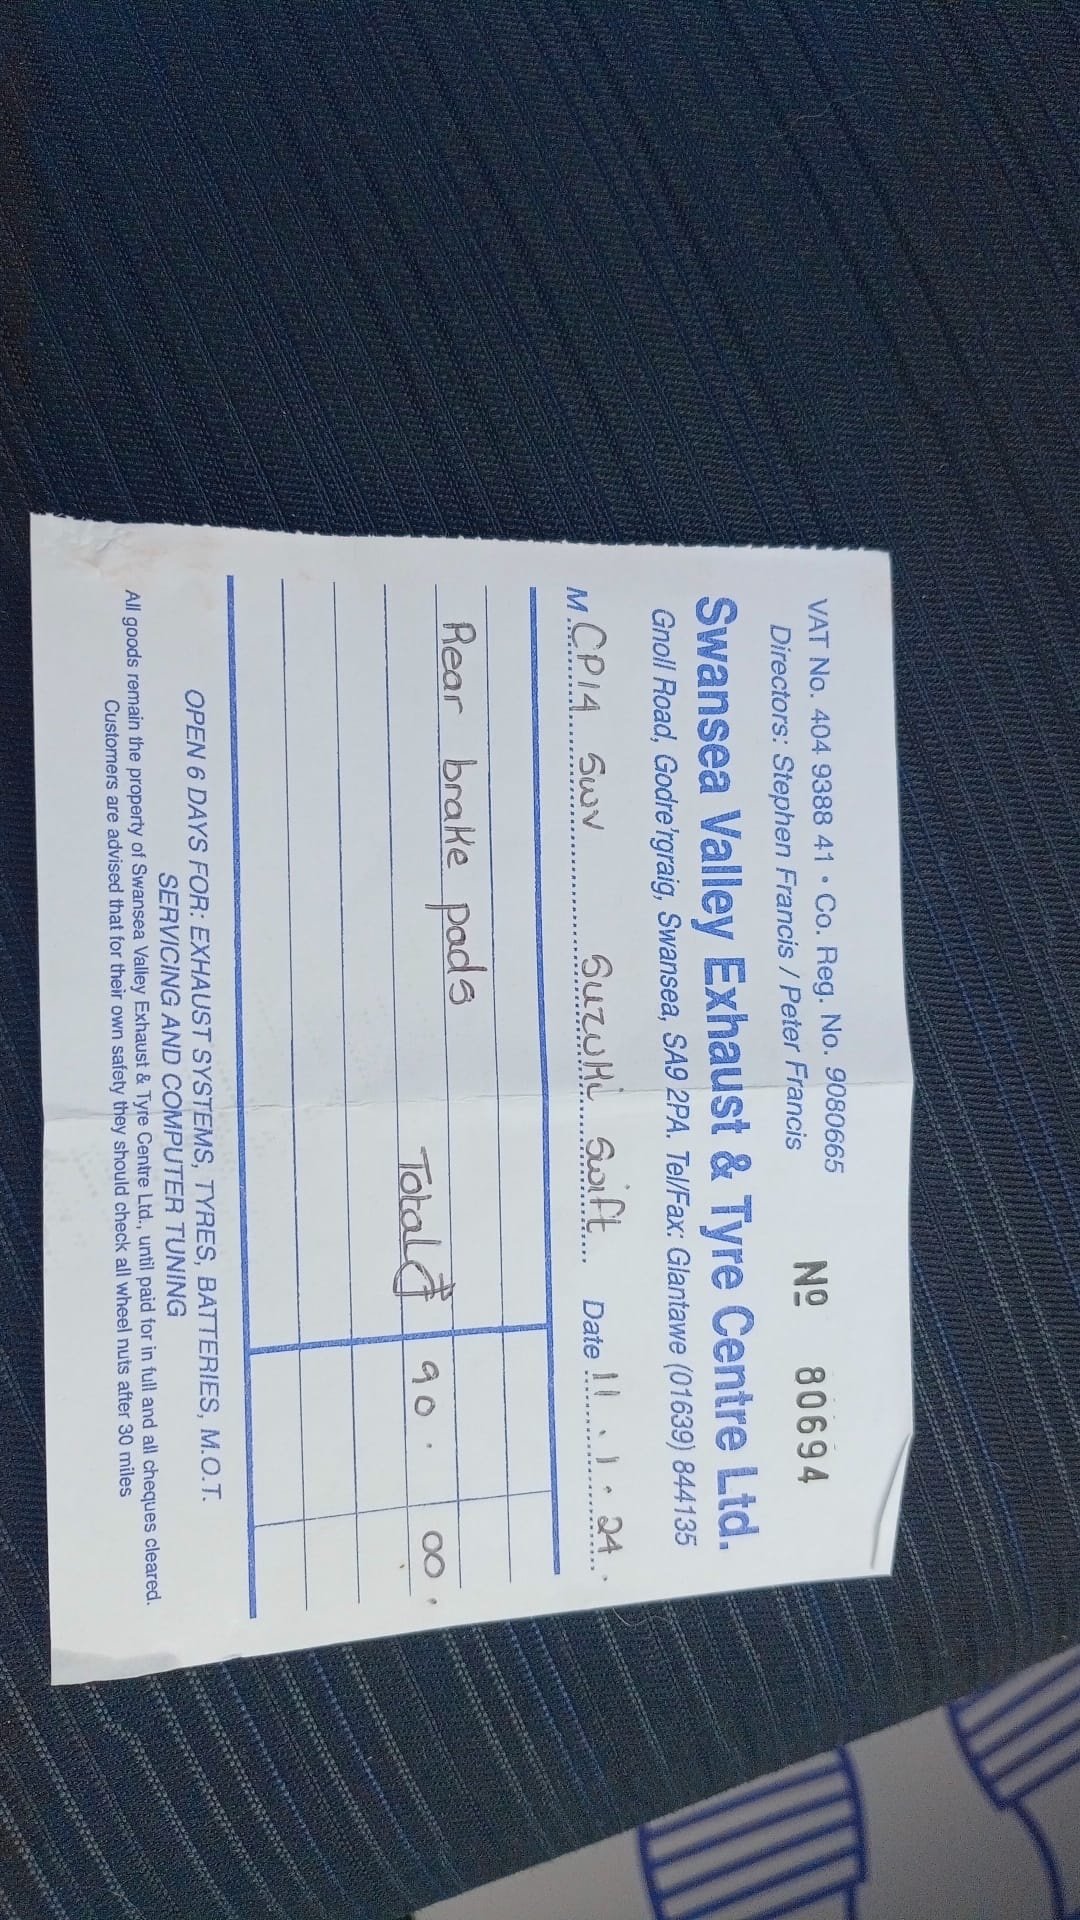 VAT No. 404 9388 41 • Co. Reg. No. 9080665
Directors: Stephen Francis / Peter Francis
Nº 80694
Swansea Valley Exhaust & Tyre Centre Ltd.
Gnoll Road, Godre'rgraig, Swansea, SA9 2PA. Tel/Fax: Glantawe (01639) 844135
M. CP14 SWV Suzuki Swift Date 11.1.24.
Rear brake pads
Total £ 90.00.
OPEN 6 DAYS FOR: EXHAUST SYSTEMS, TYRES, BATTERIES, M.O.T.
SERVICING AND COMPUTER TUNING
All goods remain the property of Swansea Valley Exhaust & Tyre Centre Ltd., until paid for in full and all cheques cleared.
Customers are advised that for their own safety they should check all wheel nuts after 30 miles